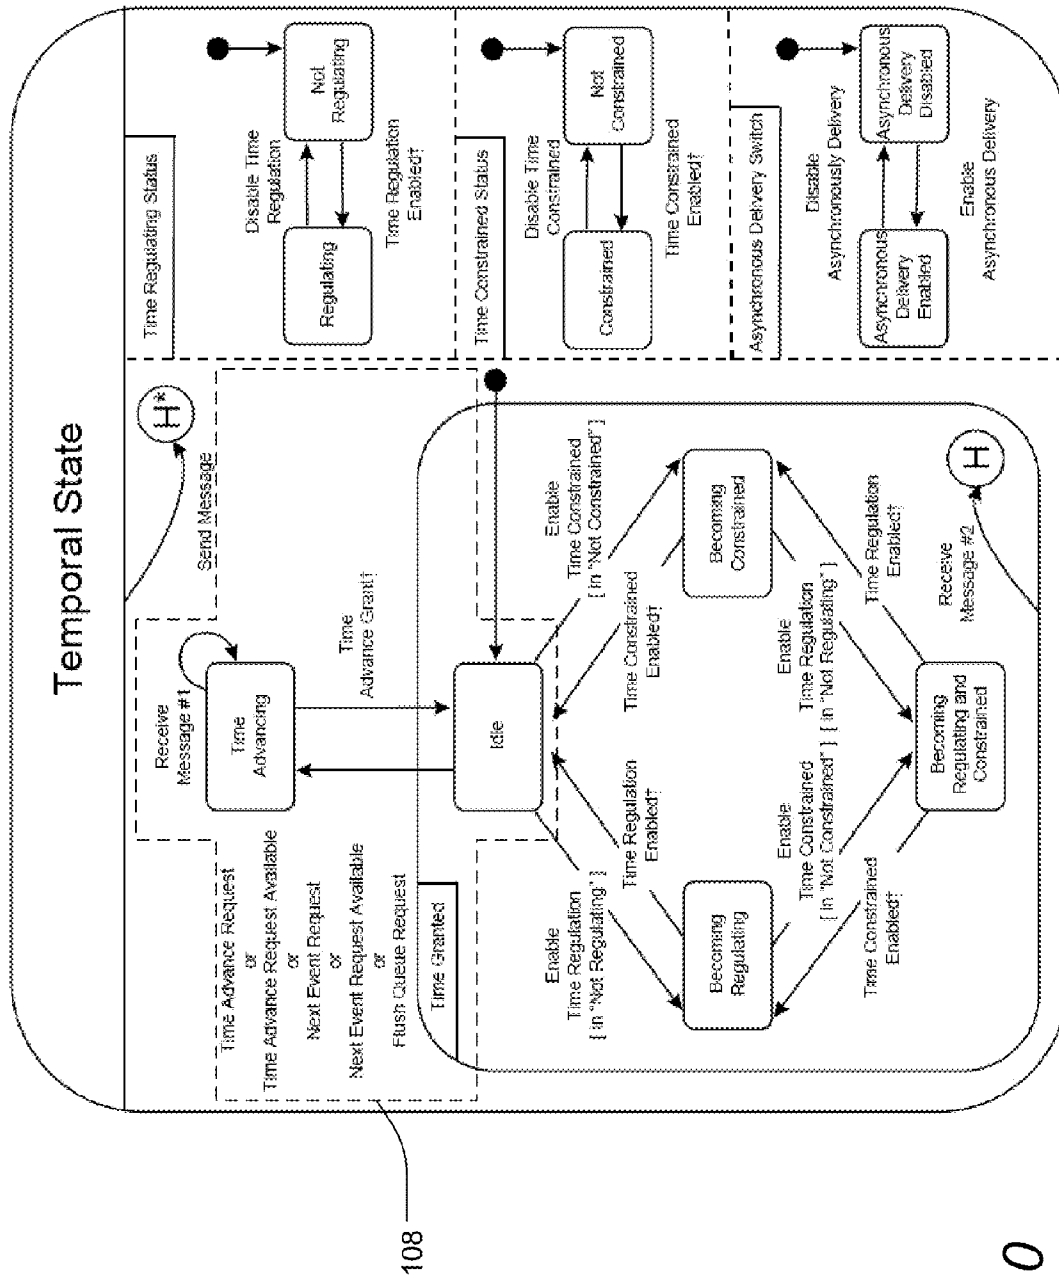 Temporal State
Time Regulating Status
Disable Time
Regulation
Regulating
Not
Regulating
Time Regulation
Enabled†
Time Constrained Status
Disable Time
Constrained
Constrained
Not
Constrained
Time Constrained
Enabled†
Asynchronous Delivery Switch
Disable
Asynchronously Delivery
Asynchronous
Delivery
Enabled
Asynchronous
Delivery
Disabled
Enable
Asynchronous Delivery
H*
Send Message
Receive
Message #1
Time
Advancing
Time
Advance Grant†
Time Advance Request
or
Time Advance Request Available
or
Next Event Request
or
Next Event Request Available
or
Flush Queue Request
Time Granted
Idle
Enable
Time Regulation
[ in "Not Regulating" ]
Time Regulation
Enabled†
Enable
Time Constrained
[ in "Not Constrained" ]
Time Constrained
Enabled†
Becoming
Regulating
Becoming
Constrained
Enable
Time Constrained
[ in "Not Constrained" ]
Time Constrained
Enabled†
Enable
Time Regulation
[ in "Not Regulating" ]
Time Regulation
Enabled†
Becoming
Regulating and
Constrained
Receive
Message #2
H
108
0